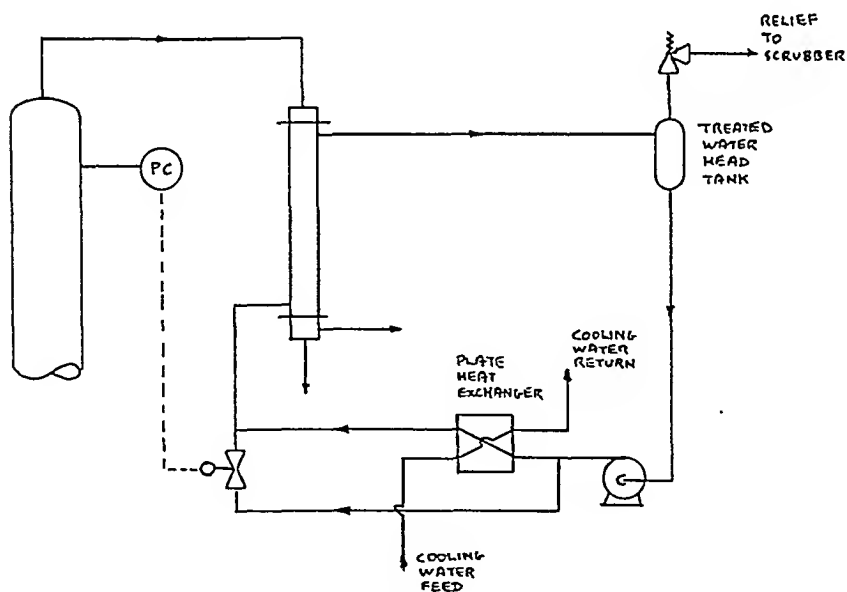 RELIEF
TO
SCRUBBER
TREATED
WATER
HEAD
TANK
PC
COOLING
WATER
RETURN
PLATE
HEAT
EXCHANGER
COOLING
WATER
FEED